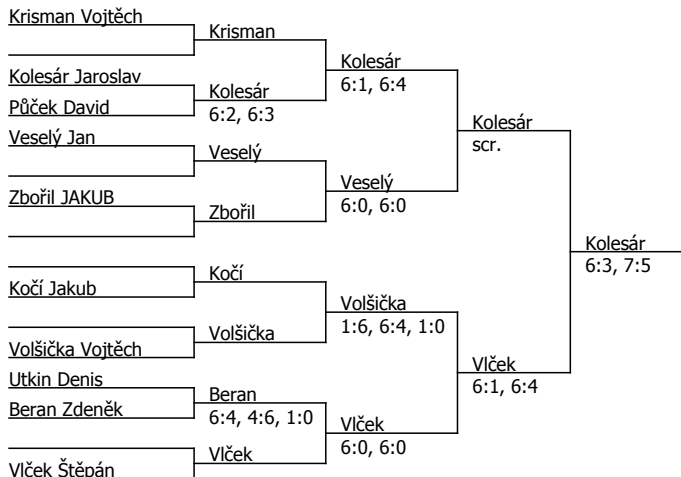 Krisman Vojtěch
Krisman
Kolesár
6:1, 6:4
Kolesár Jaroslav
Kolesár
Půček David
6:2, 6:3
Kolesár
scr.
Veselý Jan
Veselý
Veselý
6:0, 6:0
Zbořil JAKUB
Zbořil
Kolesár
6:3, 7:5
Kočí
Kočí Jakub
Volšička
1:6, 6:4, 1:0
Volšička
Volšička Vojtěch
Vlček
6:1, 6:4
Utkin Denis
Beran
Beran Zdeněk
6:4, 4:6, 1:0
Vlček
6:0, 6:0
Vlček
Vlček Štěpán